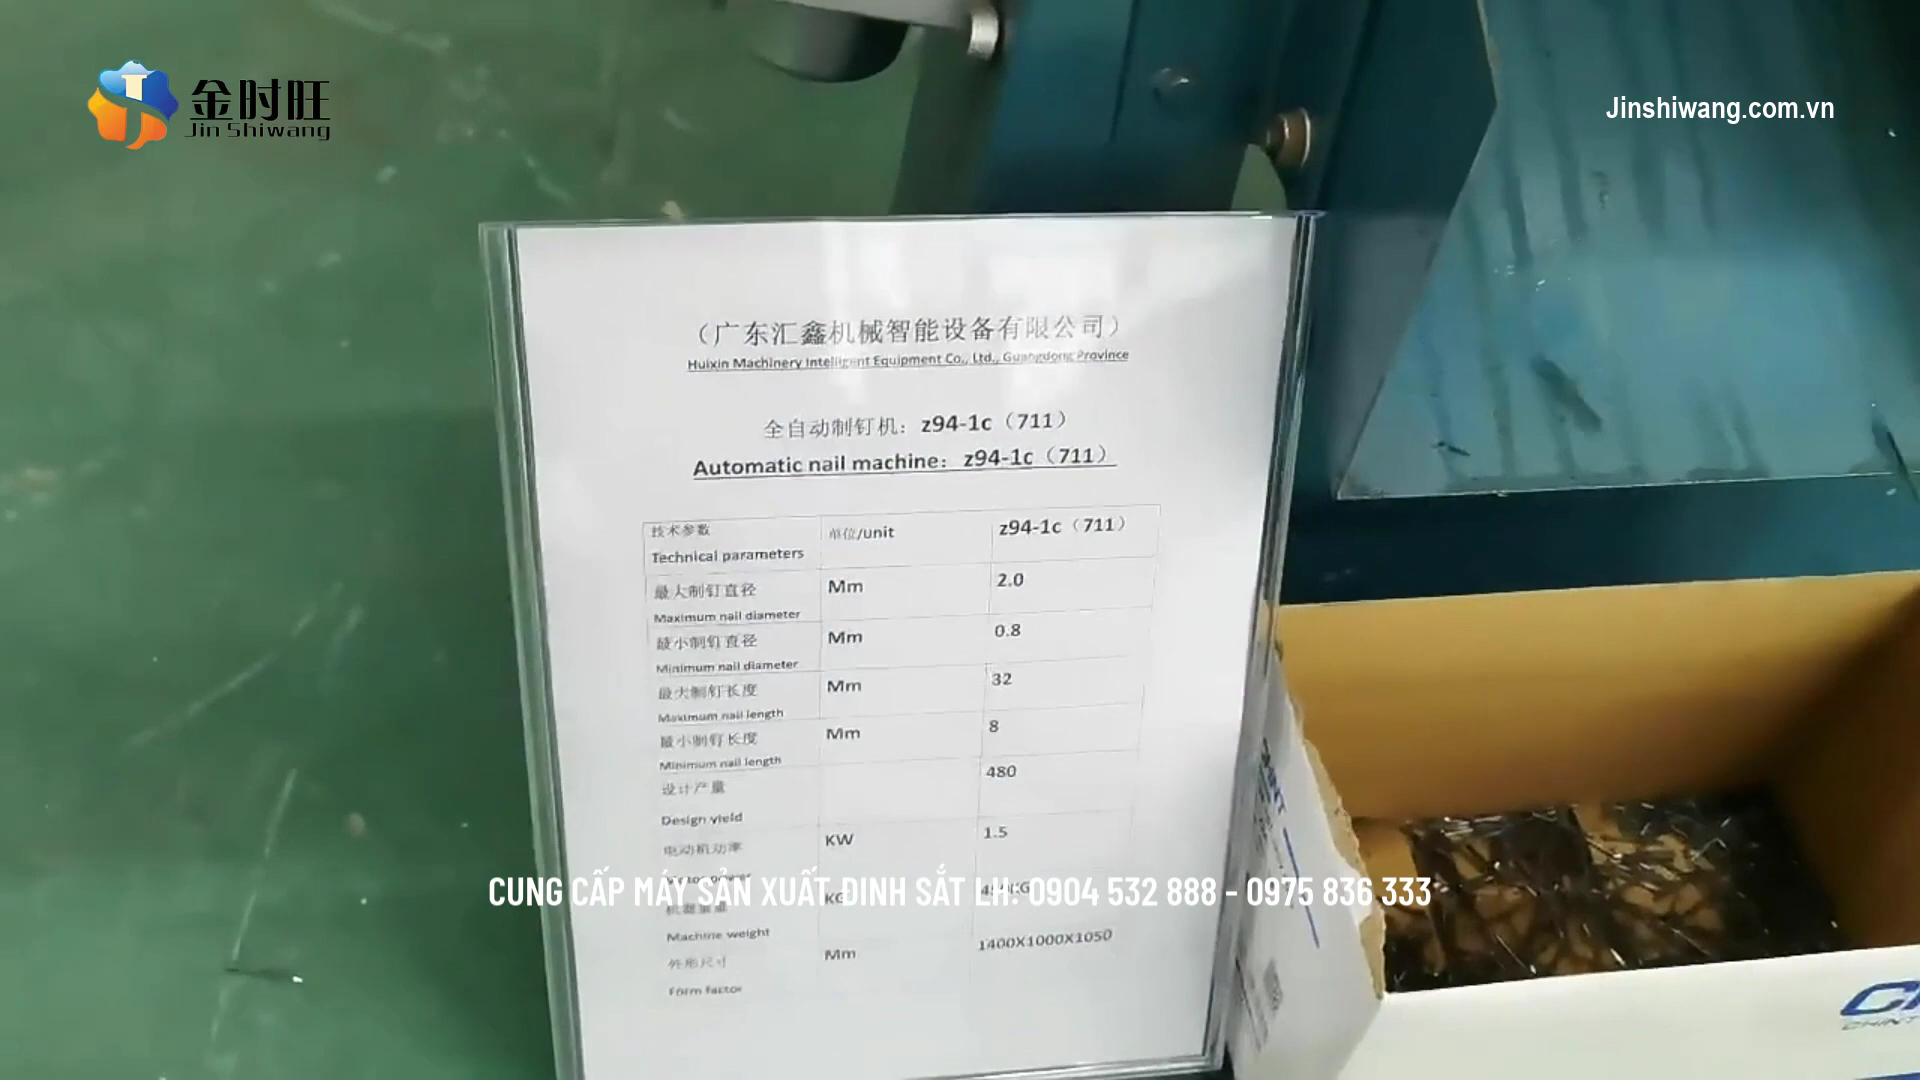 金时旺
Jin Shiwang
Jinshiwang.com.vn
（广东汇鑫机械智能设备有限公司）
Huixin Machinery Intelligent Equipment Co., Ltd., Guangdong Province
全自动制钉机：z94-1c（711）
Automatic nail machine: z94-1c（711）
技术参数 单位/unit z94-1c（711）
Technical parameters
最大制钉直径 Mm 2.0
Maximum nail diameter
最小制钉直径 Mm 0.8
Minimum nail diameter
最大制钉长度 Mm 32
Maximum nail length
最小制钉长度 Mm 8
Minimum nail length
设计产量 480
Design yield
电动机功率 KW 1.5
CUNG CẤP MÁY SẢN XUẤT ĐINH SẮT LH: 0904 532 888 - 0975 836 333
Machine weight
外形尺寸 Mm 1400X1000X1050
Form factor
CHINT